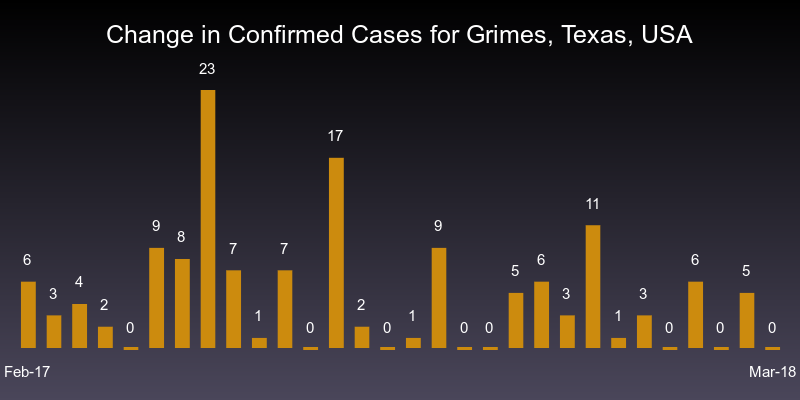 Change in Confirmed Cases for Grimes, Texas, USA
6 3 4 2 0 9 8 23 7 1 7 0 17 2 0 1 9 0 0 5 6 3 11 1 3 0 6 0 5 0
Feb-17 Mar-18